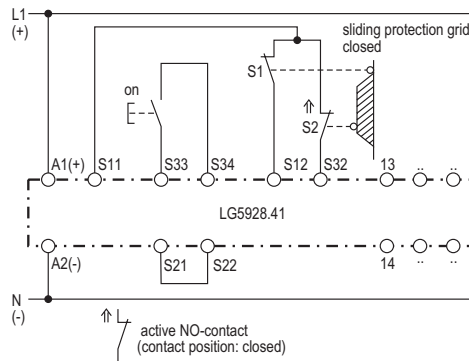 L1
(+)
sliding protection grid
closed
S1
on
S2
A1(+) S11 S33 S34 S12 S32 13 .. ..
LG5928.41
A2(-) S21 S22 14 .. ..
N
(-)
active NO-contact
(contact position: closed)